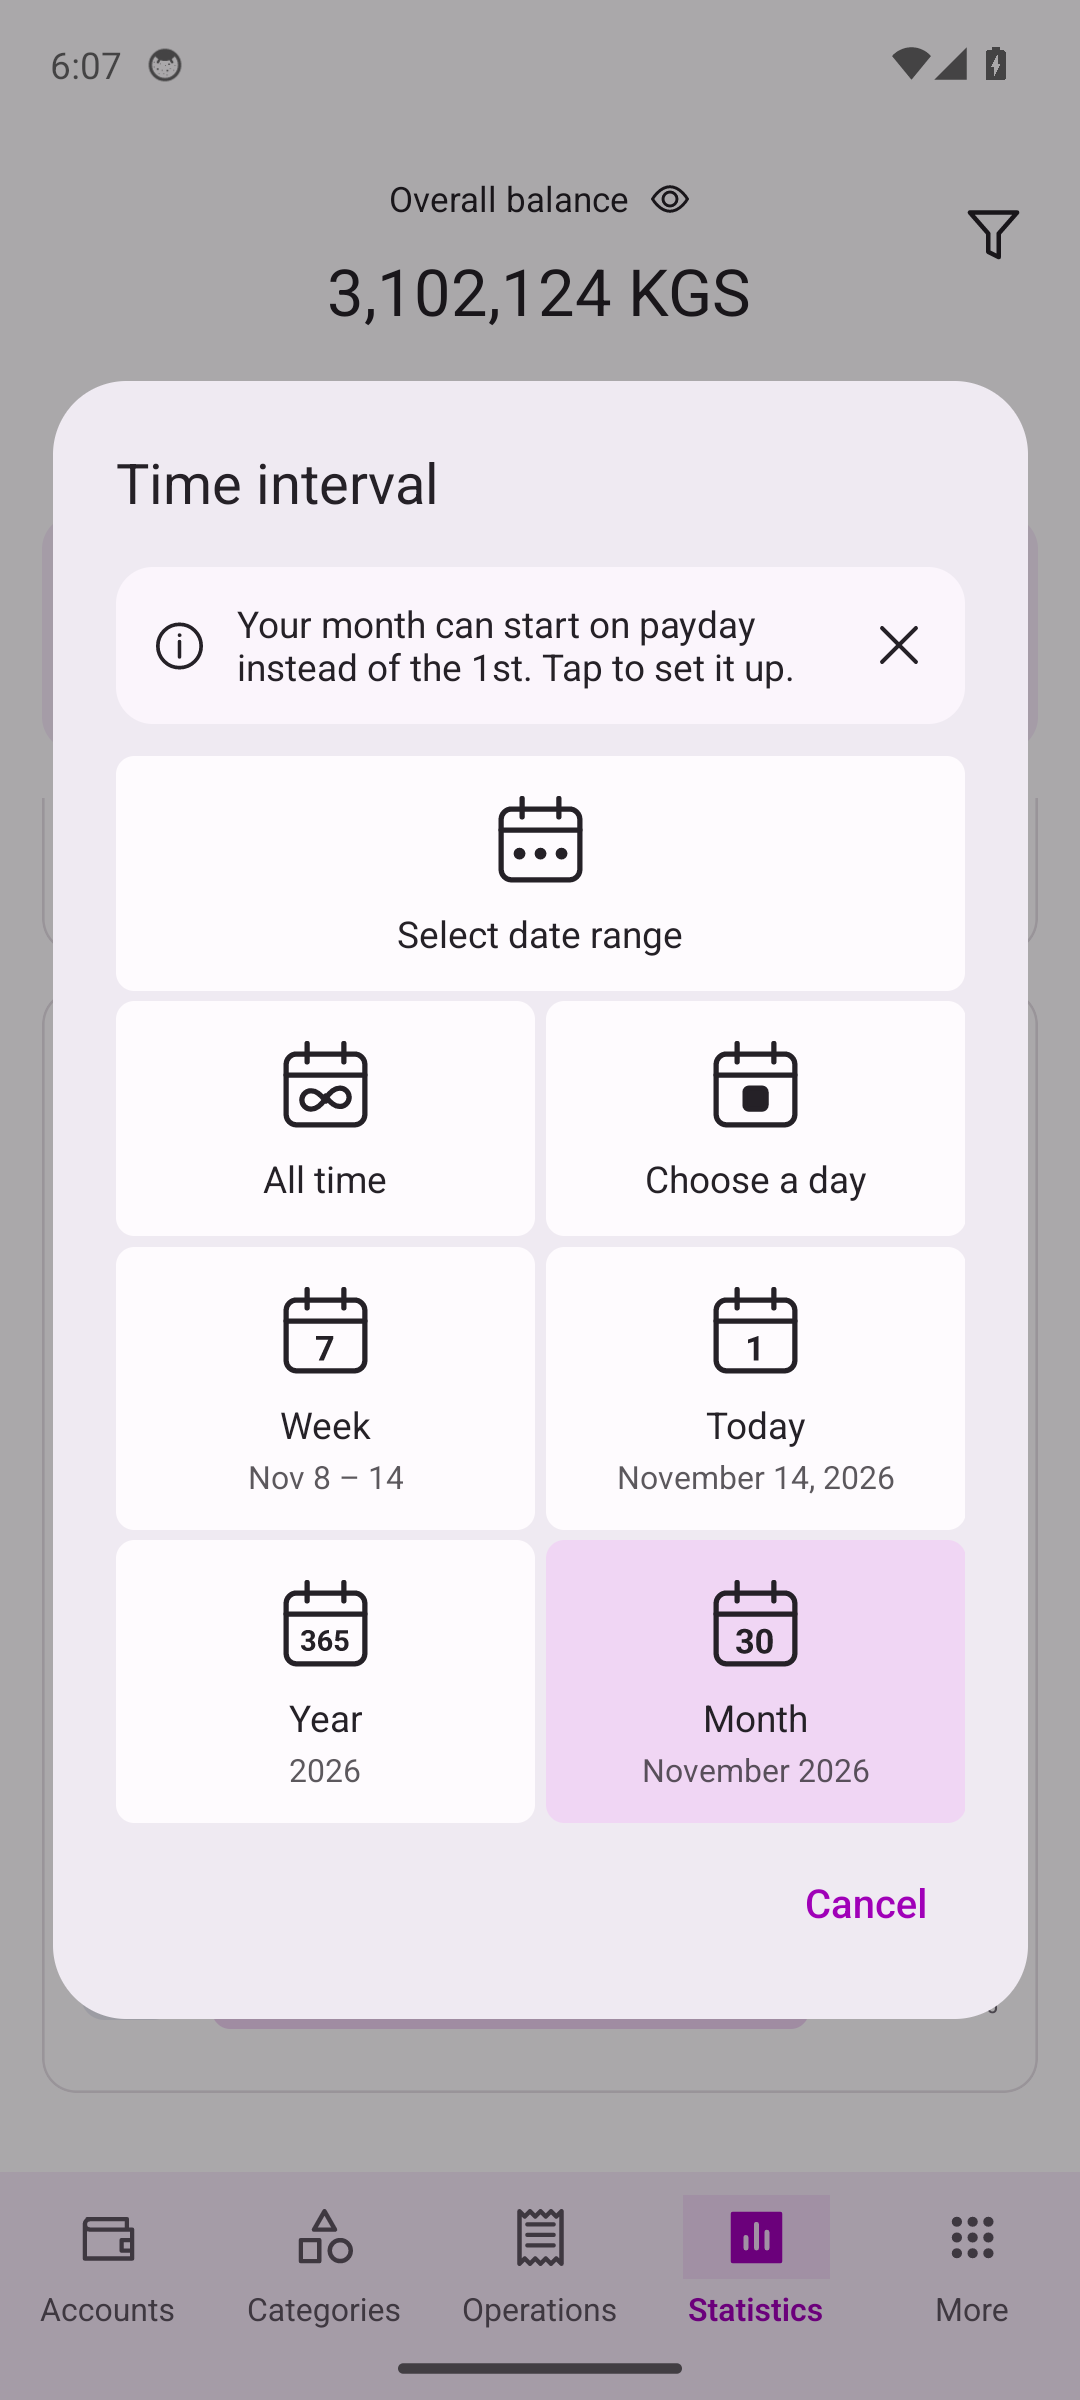 6:07
Overall balance
3,102,124 KGS
Time interval
Your month can start on payday
instead of the 1st. Tap to set it up.
Select date range
All time
Choose a day
7
Week
Nov 8 – 14
1
Today
November 14, 2026
365
Year
2026
30
Month
November 2026
Cancel
Accounts
Categories
Operations
Statistics
More